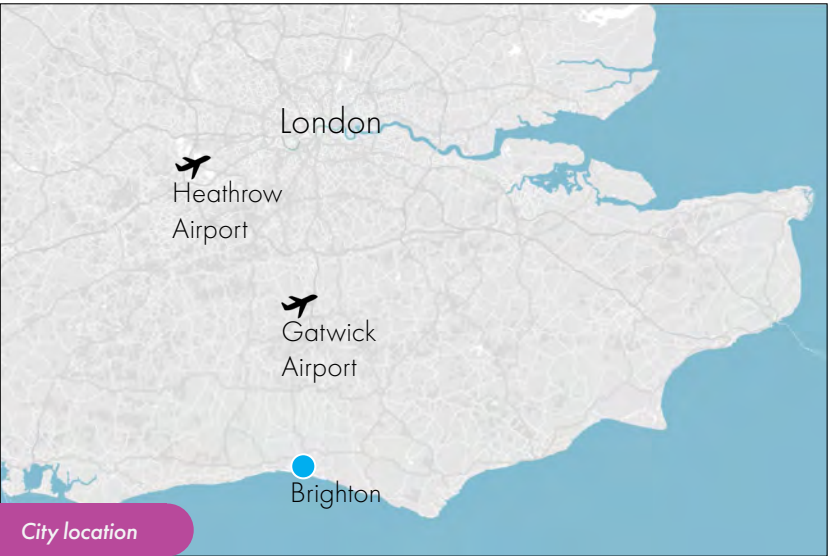 London
Heathrow
Airport
Gatwick
Airport
Brighton
City location